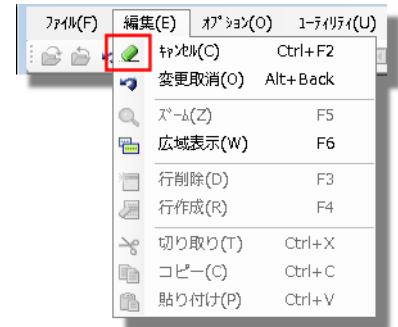 ﾌｧｲﾙ(F) 編集(E) ｵﾌﾟｼｮﾝ(O) ﾕｰﾃｨﾘﾃｨ(U)
ｷｬﾝｾﾙ(C) Ctrl+F2
変更取消(O) Alt+Back
ｽﾞｰﾑ(Z) F5
広域表示(W) F6
行削除(D) F3
行作成(R) F4
切り取り(T) Ctrl+X
コピー(C) Ctrl+C
貼り付け(P) Ctrl+V